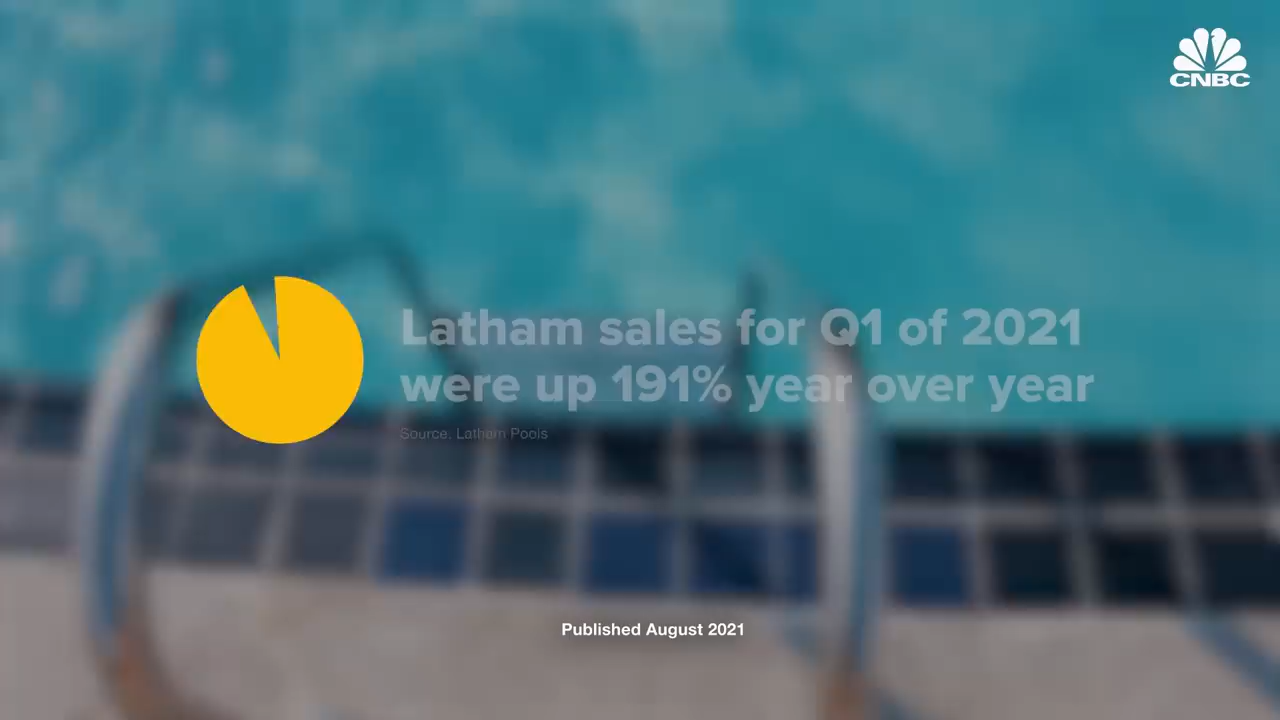 CNBC
Latham sales for Q1 of 2021
were up 191% year over year
Source: Latham Pools
Published August 2021